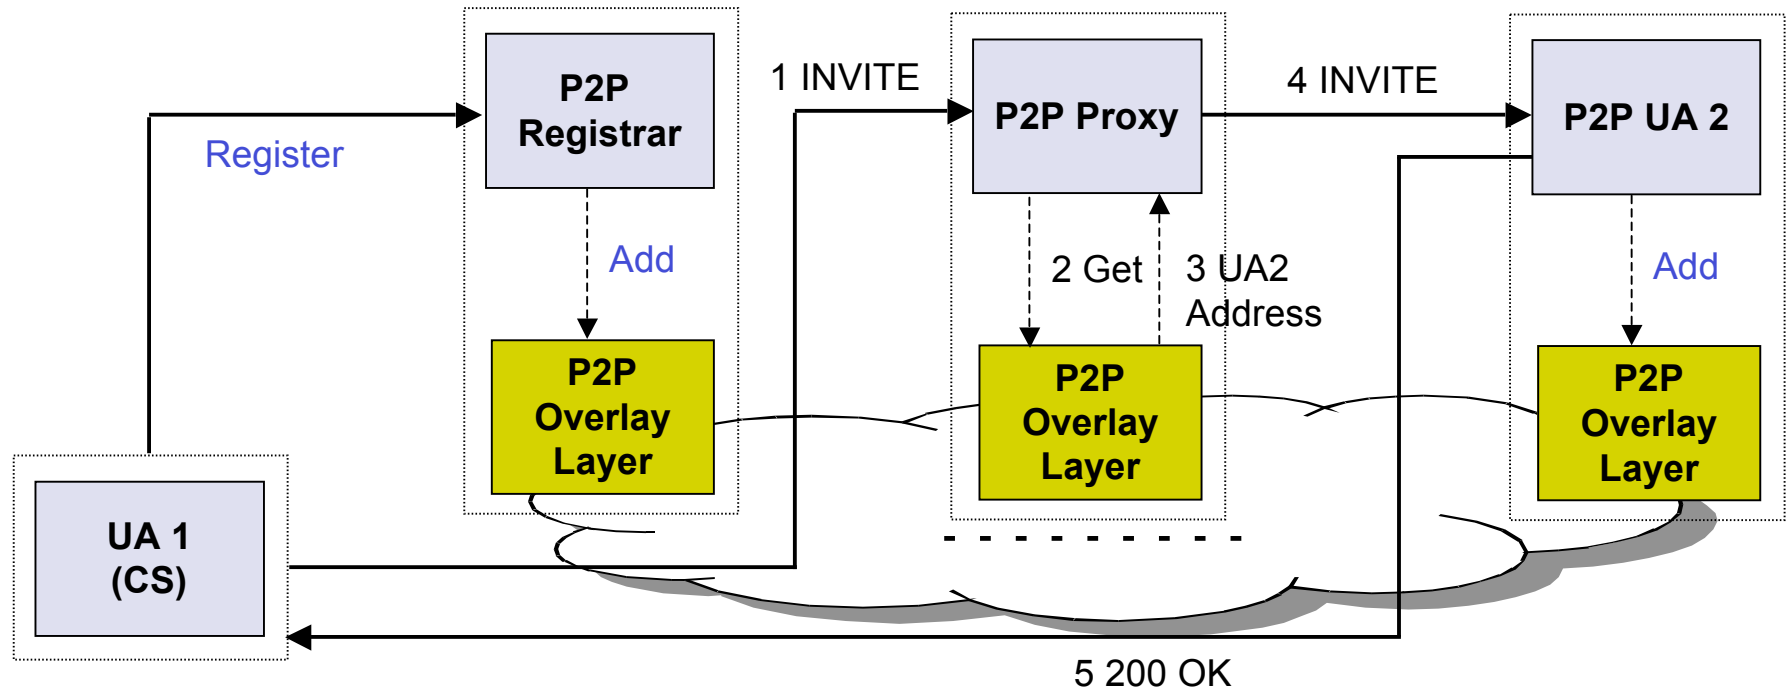 P2P
Registrar
1 INVITE
P2P Proxy
4 INVITE
P2P UA 2
Register
Add
2 Get
3 UA2
Address
Add
P2P
Overlay
Layer
P2P
Overlay
Layer
P2P
Overlay
Layer
UA 1
(CS)
5 200 OK